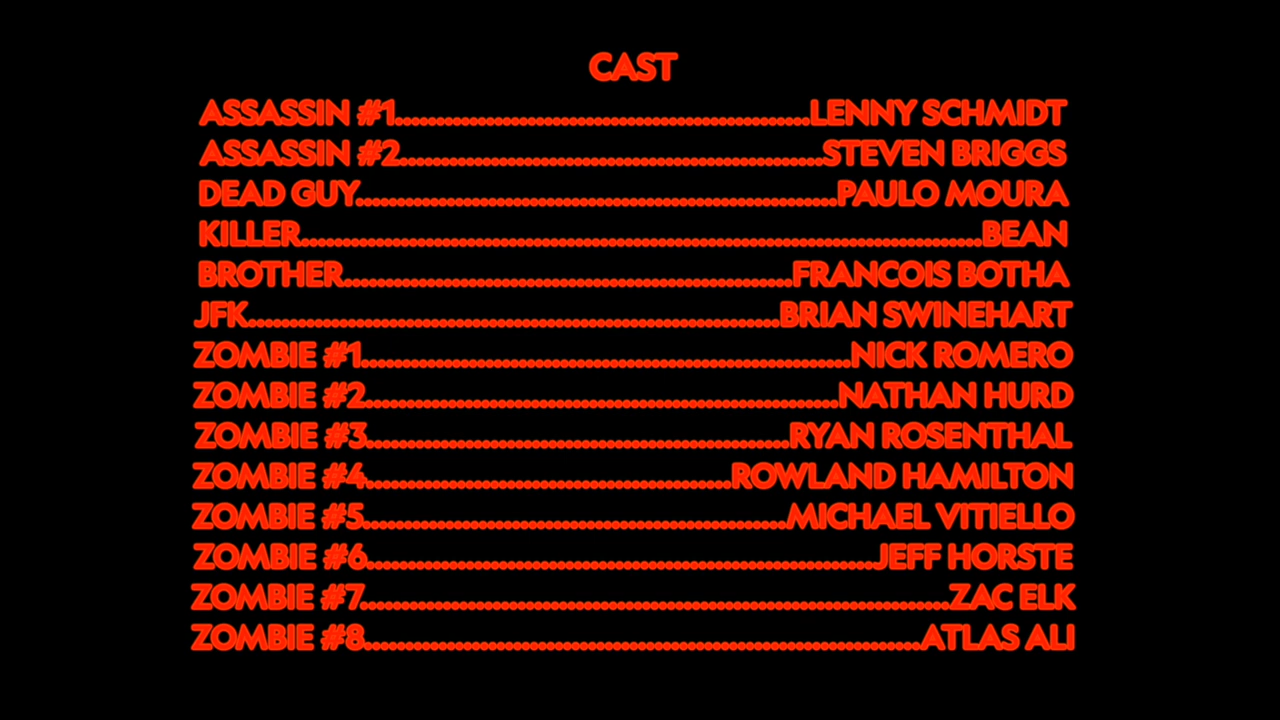 CAST
ASSASSIN #1..................................................LENNY SCHMIDT
ASSASSIN #2..................................................STEVEN BRIGGS
DEAD GUY..........................................................PAULO MOURA
KILLER..................................................................................BEAN
BROTHER......................................................FRANCOIS BOTHA
JFK................................................................BRIAN SWINEHART
ZOMBIE #1...........................................................NICK ROMERO
ZOMBIE #2.........................................................NATHAN HURD
ZOMBIE #3...................................................RYAN ROSENTHAL
ZOMBIE #4............................................ROWLAND HAMILTON
ZOMBIE #5...................................................MICHAEL VITIELLO
ZOMBIE #6.............................................................JEFF HORSTE
ZOMBIE #7.......................................................................ZAC ELK
ZOMBIE #8...................................................................ATLAS ALI